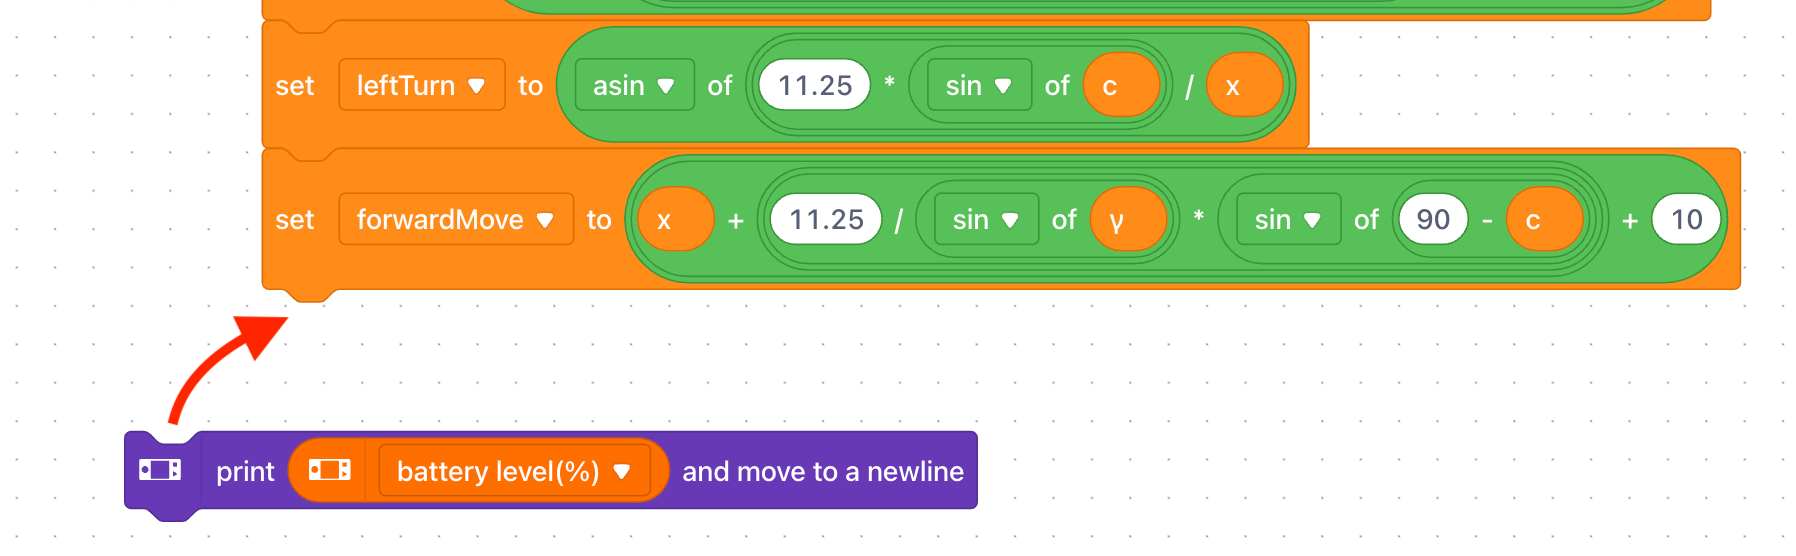 set leftTurn to asin of 11.25 * sin of c / x
set forwardMove to x + 11.25 / sin of γ * sin of 90 - c + 10
print battery level(%) and move to a newline